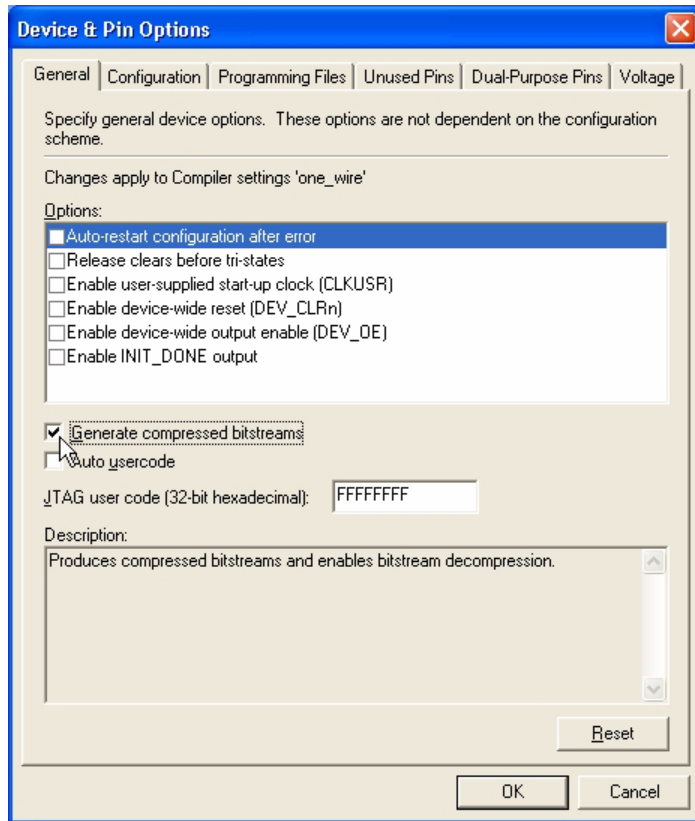 Device & Pin Options
General Configuration Programming Files Unused Pins Dual-Purpose Pins Voltage
Specify general device options. These options are not dependent on the configuration
scheme.
Changes apply to Compiler settings 'one_wire'
Options:
Auto-restart configuration after error
Release clears before tri-states
Enable user-supplied start-up clock (CLKUSR)
Enable device-wide reset (DEV_CLRn)
Enable device-wide output enable (DEV_OE)
Enable INIT_DONE output
Generate compressed bitstreams
Auto usercode
JTAG user code (32-bit hexadecimal): FFFFFFFF
Description:
Produces compressed bitstreams and enables bitstream decompression.
Reset
OK Cancel